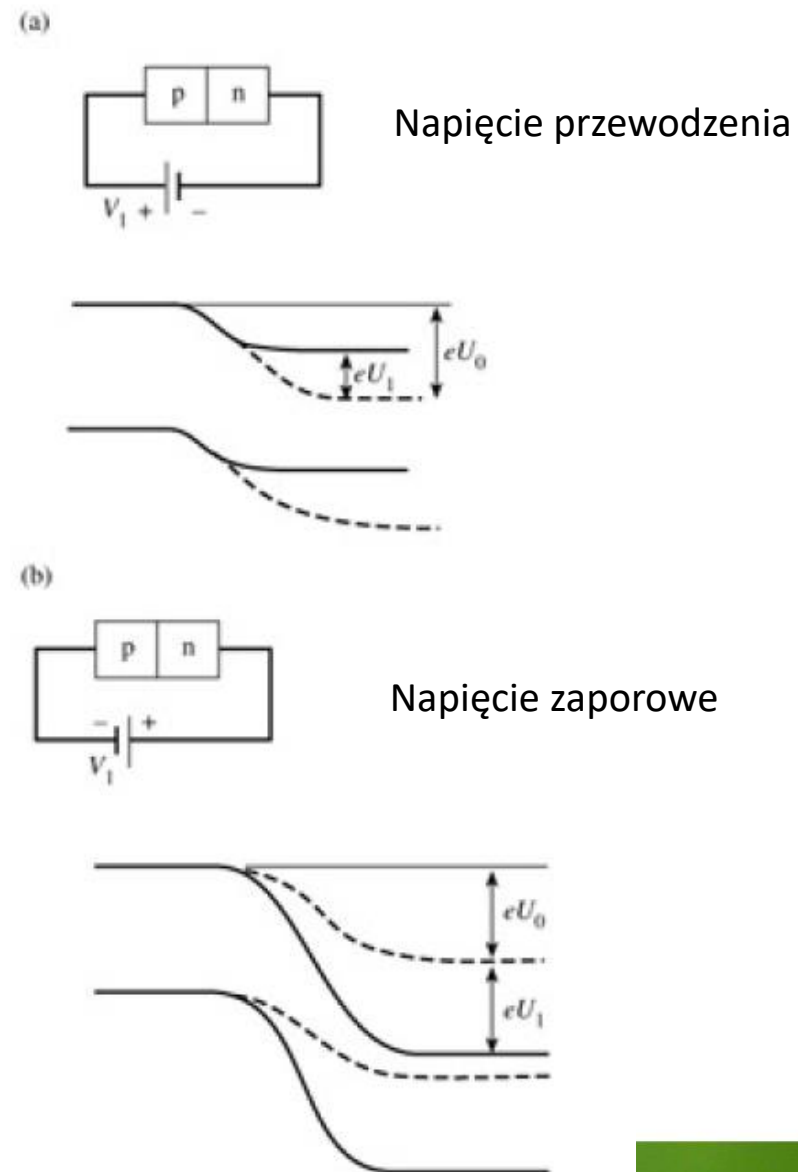 (a)
p n
Napięcie przewodzenia
V₁ + –
eU₀
eU₁
(b)
p n
Napięcie zaporowe
– +
V₁
eU₀
eU₁